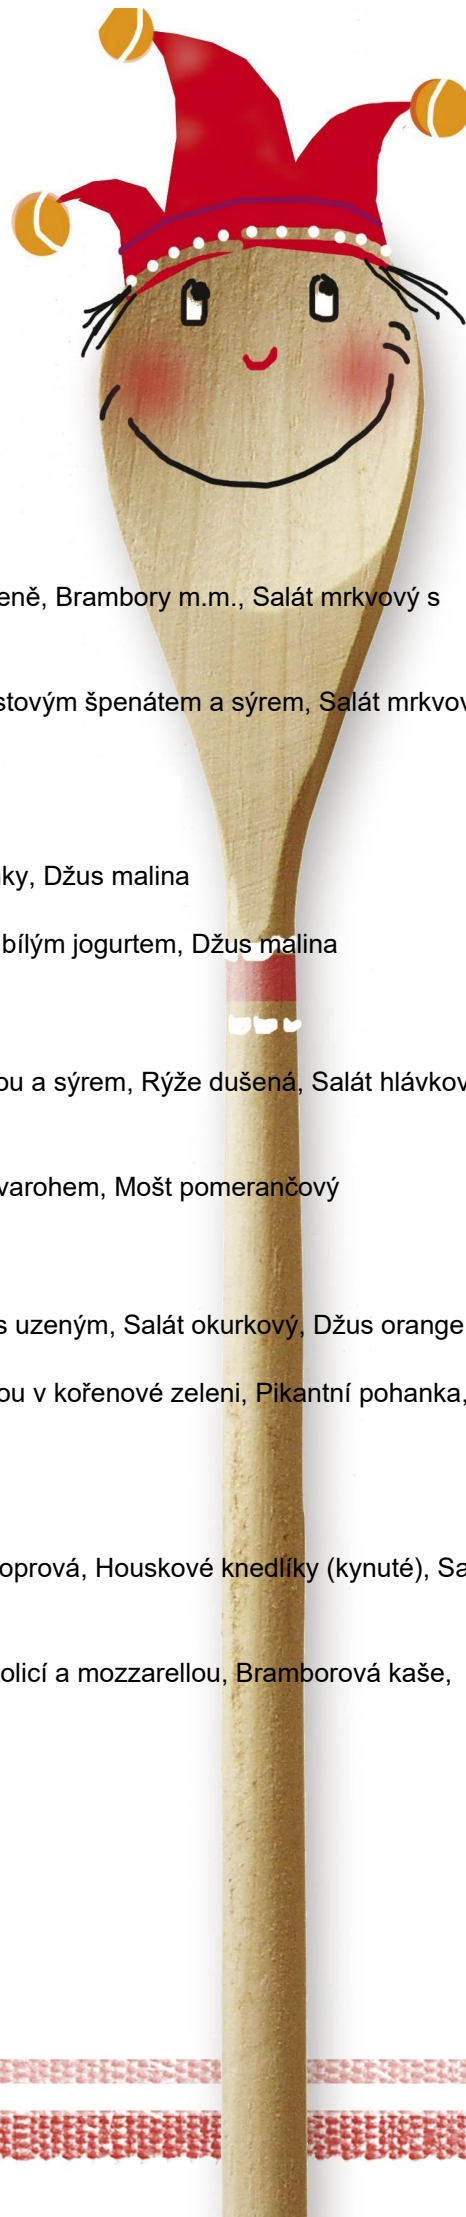 eně, Brambory m.m., Salát mrkvový s
stovým špenátem a sýrem, Salát mrkvov
ky, Džus malina
bílým jogurtem, Džus malina
ou a sýrem, Rýže dušená, Salát hlávkov
varohem, Mošt pomerančový
s uzeným, Salát okurkový, Džus orange
ou v kořenové zeleni, Pikantní pohanka,
oprová, Houskové knedlíky (kynuté), Sa
olicí a mozzarellou, Bramborová kaše,